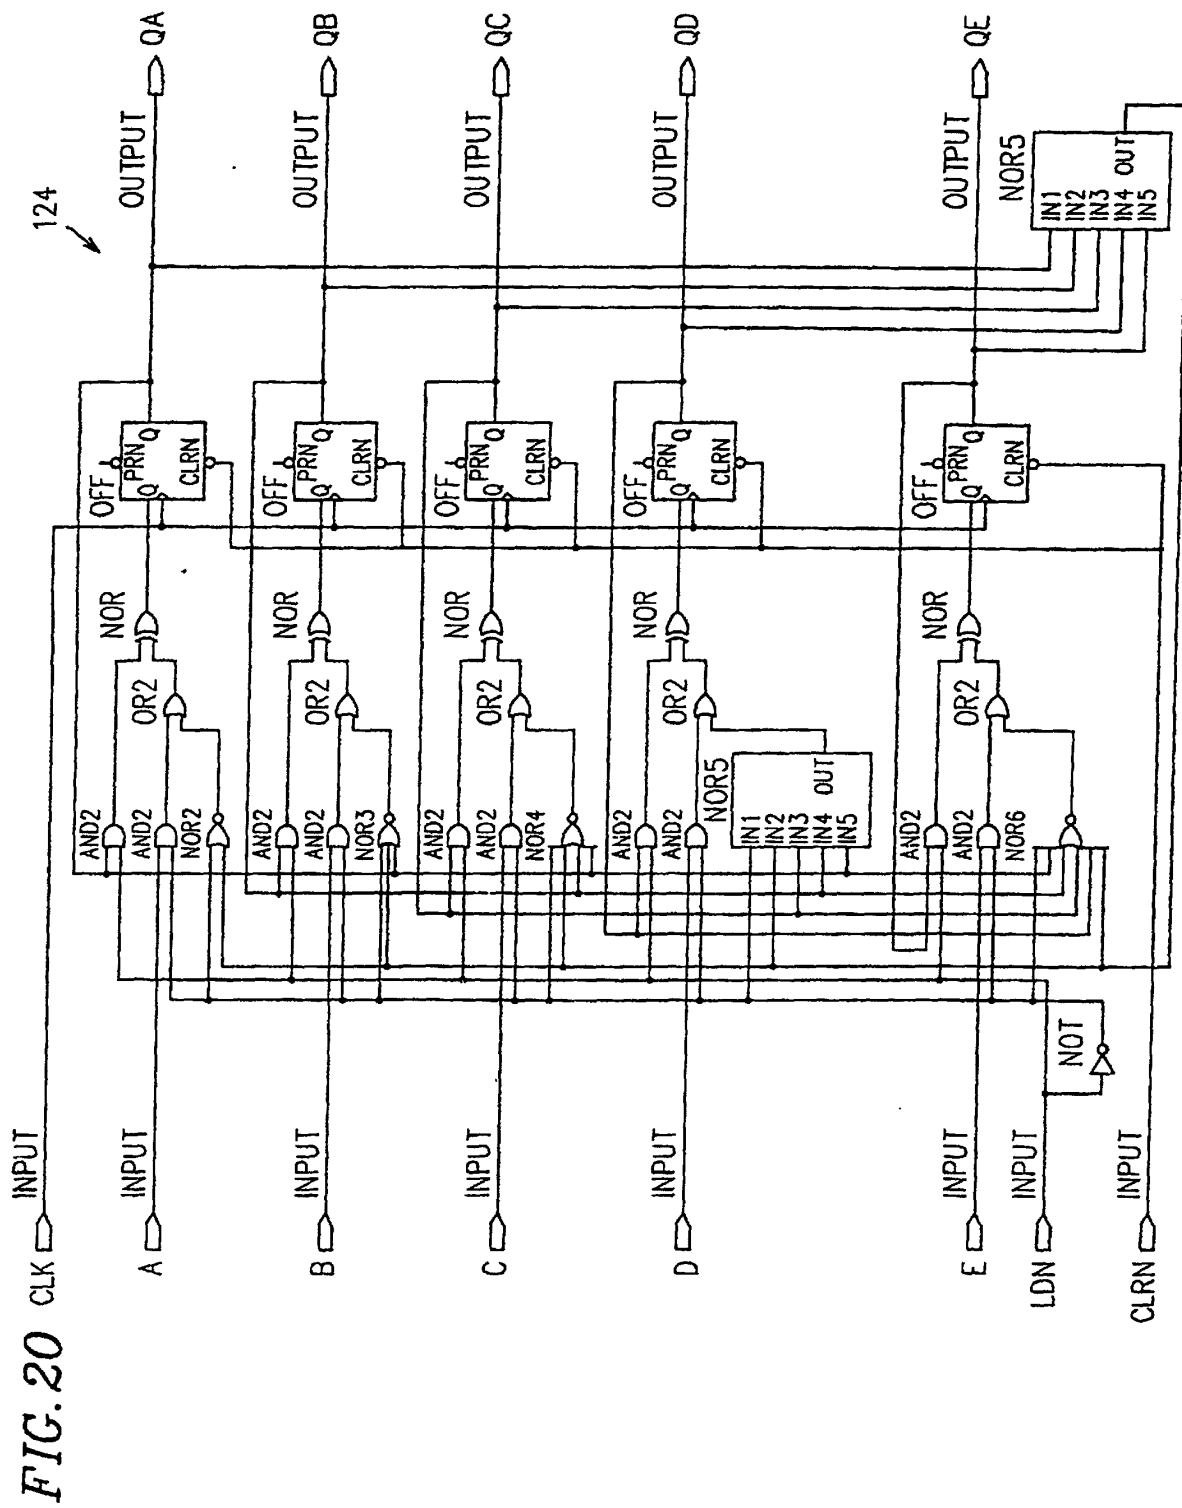 FIG. 20
124
CLK INPUT
A INPUT
AND2
AND2
NOR2
OR2
NOR
OFF
Q PRN Q
CLRN
OUTPUT QA
B INPUT
AND2
AND2
NOR3
OR2
NOR
OFF
Q PRN Q
CLRN
OUTPUT QB
C INPUT
AND2
AND2
NOR4
OR2
NOR
OFF
Q PRN Q
CLRN
OUTPUT QC
D INPUT
AND2
AND2
NOR5
IN1
IN2
IN3
IN4
IN5
OUT
OR2
NOR
OFF
Q PRN Q
CLRN
OUTPUT QD
E INPUT
AND2
AND2
NOR6
OR2
NOR
OFF
Q PRN Q
CLRN
OUTPUT QE
NOR5
IN1
IN2
IN3
IN4
IN5
OUT
LDN INPUT
NOT
CLRN INPUT